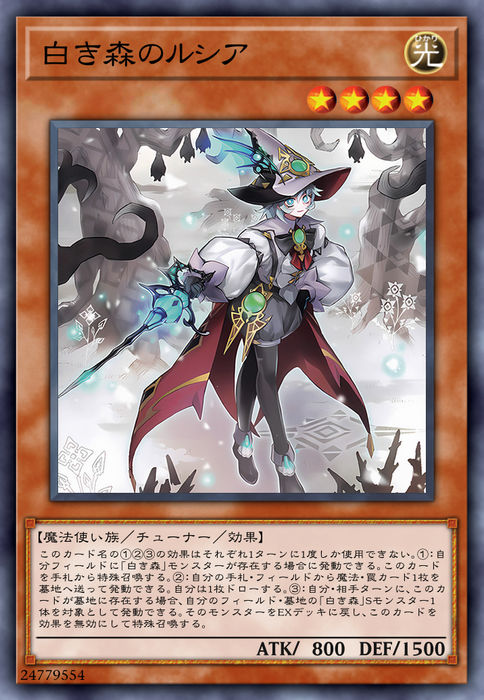 白き森のルシア
ひかり
光
【魔法使い族/チューナー/効果】
このカード名の①②③の効果はそれぞれ1ターンに1度しか使用できない。①:自
分フィールドに「白き森」モンスターが存在する場合に発動できる。このカード
を手札から特殊召喚する。②:自分の手札・フィールドから魔法・罠カード1枚を
墓地へ送って発動できる。自分は1枚ドローする。③:自分・相手ターンに、このカ
ードが墓地に存在する場合、自分のフィールド・墓地の「白き森」Sモンスター1
体を対象として発動できる。そのモンスターをEXデッキに戻し、このカードを
効果を無効にして特殊召喚する。
ATK/ 800 DEF/1500
24779554